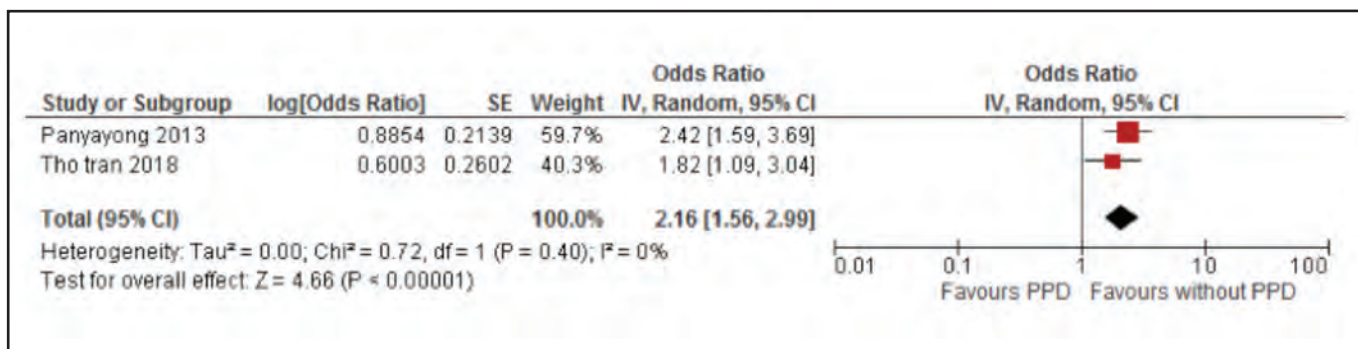 Odds Ratio Odds Ratio
Study or Subgroup log[Odds Ratio] SE Weight IV, Random, 95% CI IV, Random, 95% CI
Panyayong 2013 0.8854 0.2139 59.7% 2.42 [1.59, 3.69]
Tho tran 2018 0.6003 0.2602 40.3% 1.82 [1.09, 3.04]
Total (95% CI) 100.0% 2.16 [1.56, 2.99]
Heterogeneity: Tau² = 0.00; Chi² = 0.72, df = 1 (P = 0.40); I² = 0%
Test for overall effect: Z = 4.66 (P < 0.00001)
0.01 0.1 1 10 100
Favours PPD Favours without PPD